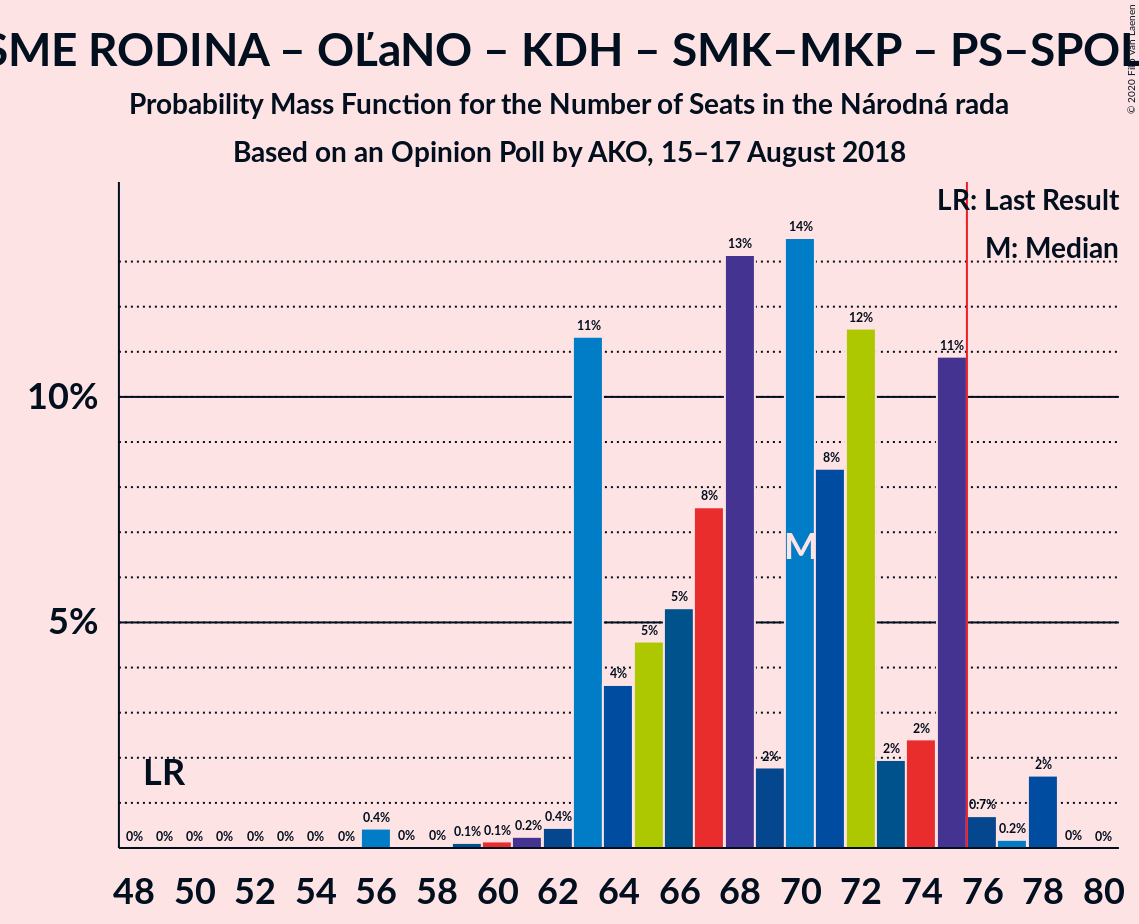 SME RODINA – OĽaNO – KDH – SMK–MKP – PS–SPOL
Probability Mass Function for the Number of Seats in the Národná rada
Based on an Opinion Poll by AKO, 15–17 August 2018
© 2020 Filip van Laenen
LR: Last Result
M: Median
14%
13%
12%
11%
11%
10%
8%
8%
M
5%
5%
5%
4%
2%
2%
2%
2%
LR
0.7%
0.4%
0.4%
0.2%
0.2%
0.1%
0.1%
0% 0% 0% 0% 0% 0% 0% 0% 0% 0% 0% 0%
48 50 52 54 56 58 60 62 64 66 68 70 72 74 76 78 80